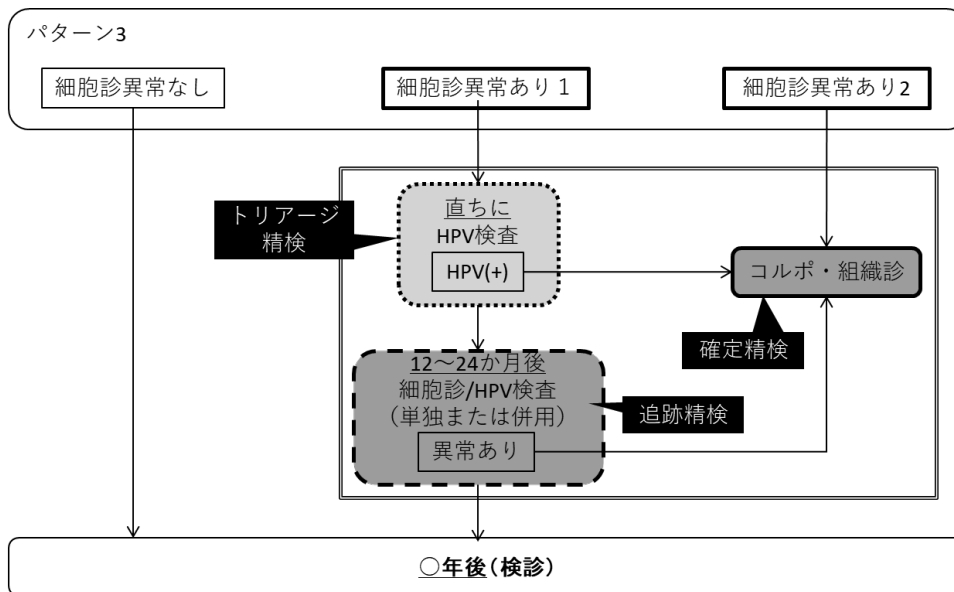 パターン3
細胞診異常なし
細胞診異常あり１
細胞診異常あり2
トリアージ
精検
直ちに
HPV検査
HPV(+)
コルポ・組織診
確定精検
12～24か月後
細胞診/HPV検査
（単独または併用）
異常あり
追跡精検
○年後(検診)